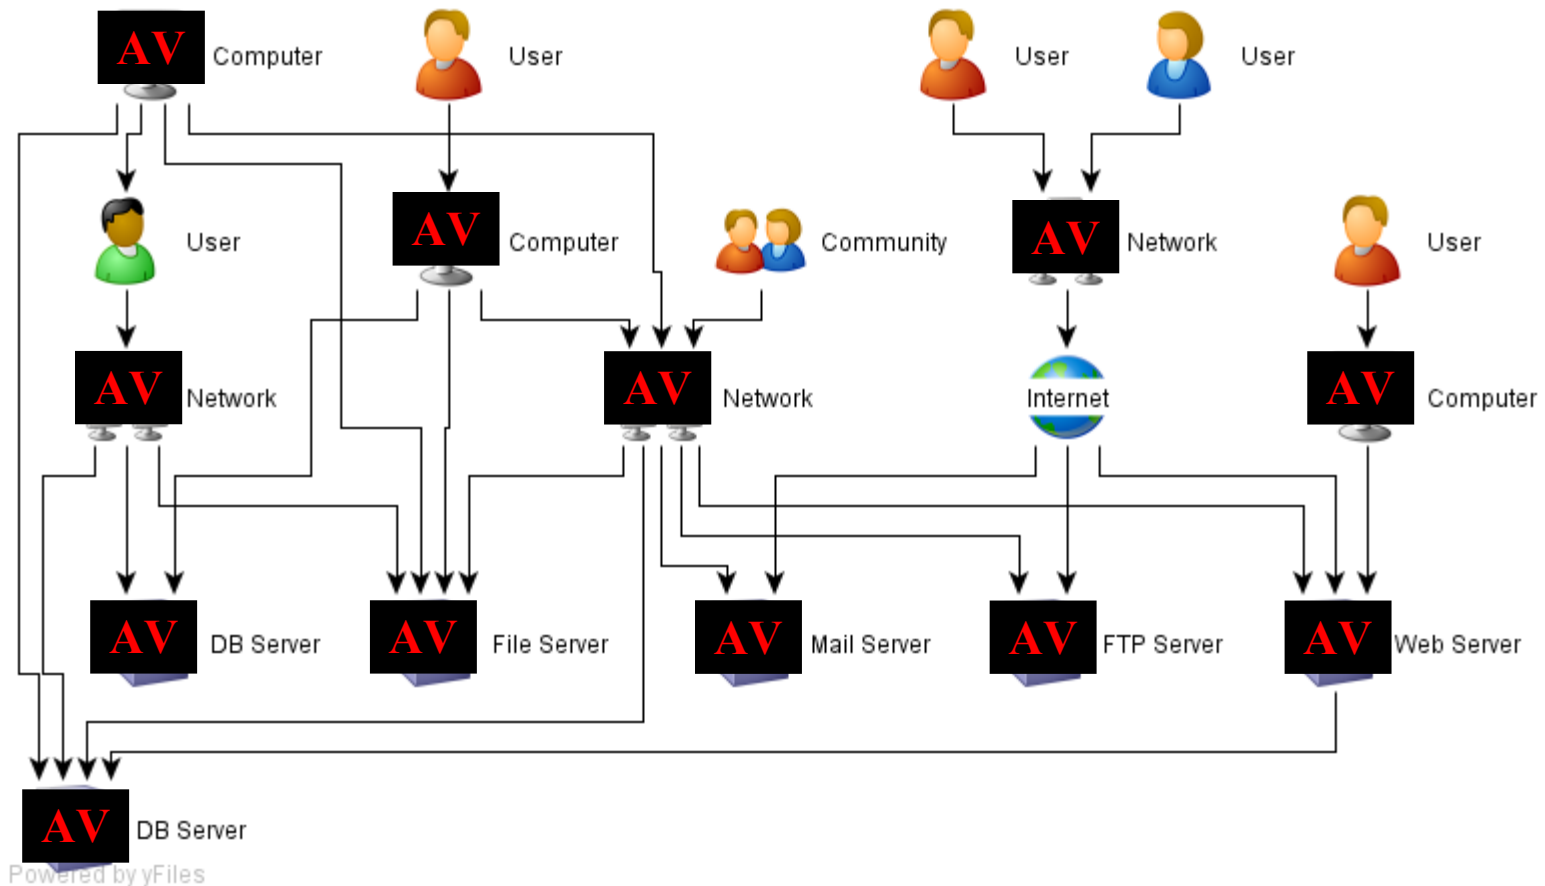 AV Computer
User
User
User
User
AV Computer
Community
AV Network
User
AV Network
AV Network
Internet
AV Computer
AV DB Server
AV File Server
AV Mail Server
AV FTP Server
AV Web Server
AV DB Server
Powered by yFiles